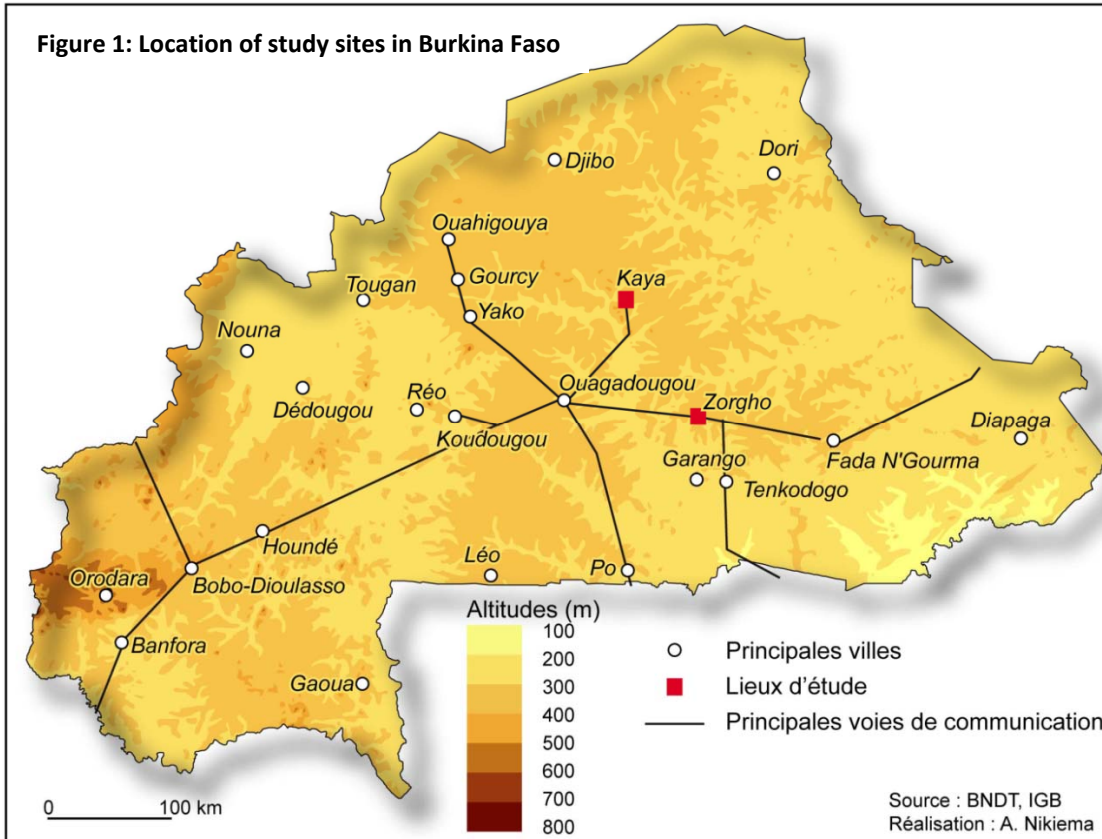 Figure 1: Location of study sites in Burkina Faso
Djibo
Dori
Ouahigouya
Gourcy
Kaya
Tougan
Yako
Nouna
Ouagadougou
Réo
Zorgho
Dédougou
Koudougou
Diapaga
Garango
Fada N'Gourma
Tenkodogo
Houndé
Léo
Po
Orodara
Bobo-Dioulasso
Banfora
Gaoua
Altitudes (m)
100
200
300
400
500
600
700
800
Principales villes
Lieux d'étude
Principales voies de communication
0 100 km
Source : BNDT, IGB
Réalisation : A. Nikiema